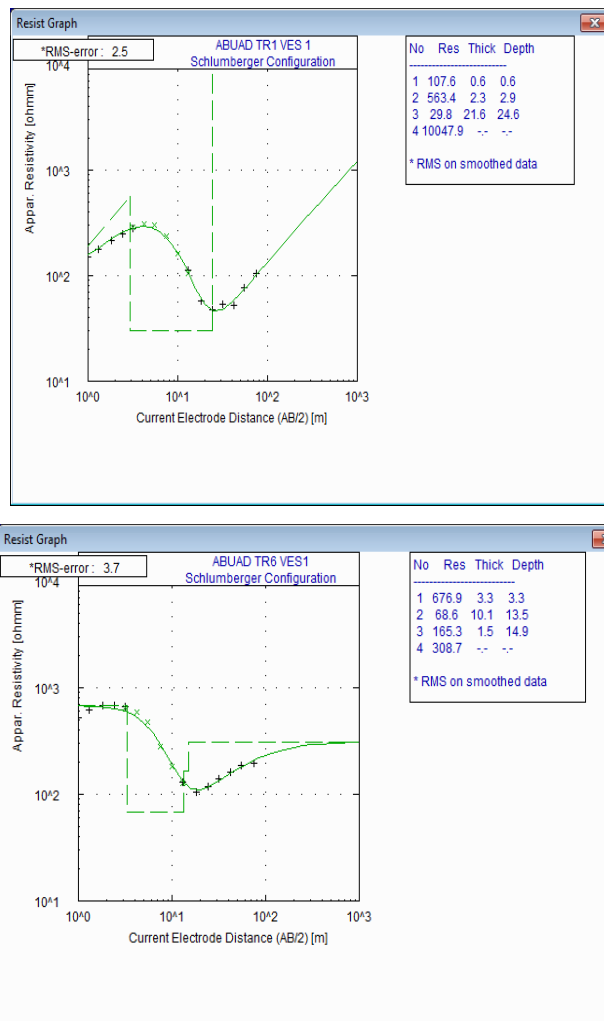 Resist Graph
*RMS-error : 2.5
ABUAD TR1 VES 1
Schlumberger Configuration
10^4
10^3
10^2
10^1
Appar. Resistivity [ohmm]
10^0 10^1 10^2 10^3
Current Electrode Distance (AB/2) [m]
No Res Thick Depth
--------------------------
1 107.6 0.6 0.6
2 563.4 2.3 2.9
3 29.8 21.6 24.6
4 10047.9 -.- -.-
* RMS on smoothed data
Resist Graph
*RMS-error : 3.7
ABUAD TR6 VES1
Schlumberger Configuration
10^4
10^3
10^2
10^1
Appar. Resistivity [ohmm]
10^0 10^1 10^2 10^3
Current Electrode Distance (AB/2) [m]
No Res Thick Depth
--------------------------
1 676.9 3.3 3.3
2 68.6 10.1 13.5
3 165.3 1.5 14.9
4 308.7 -.- -.-
* RMS on smoothed data